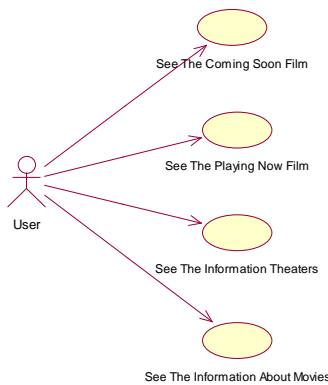 See The Coming Soon Film
See The Playing Now Film
User
See The Information Theaters
See The Information About Movies